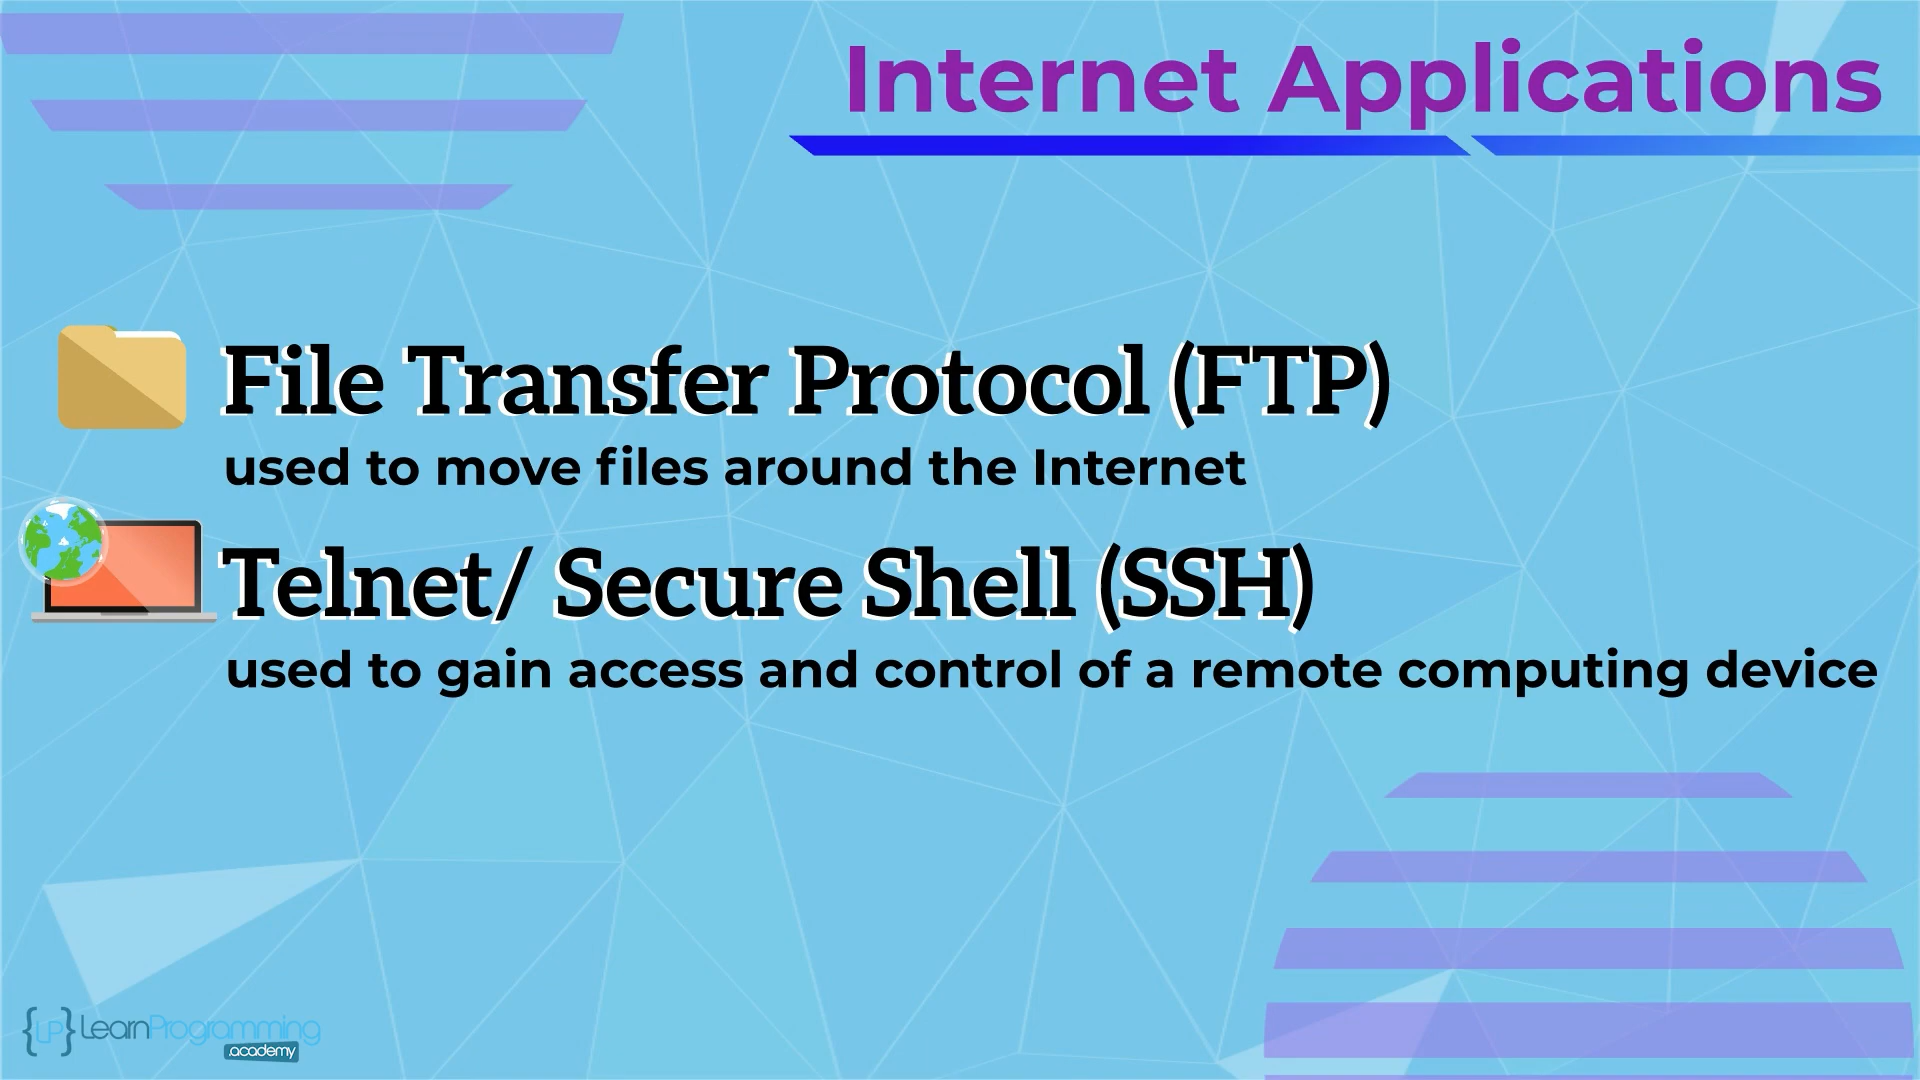 Internet Applications
File Transfer Protocol (FTP)
used to move files around the Internet
Telnet/ Secure Shell (SSH)
used to gain access and control of a remote computing device
{LP} LearnProgramming
.academy